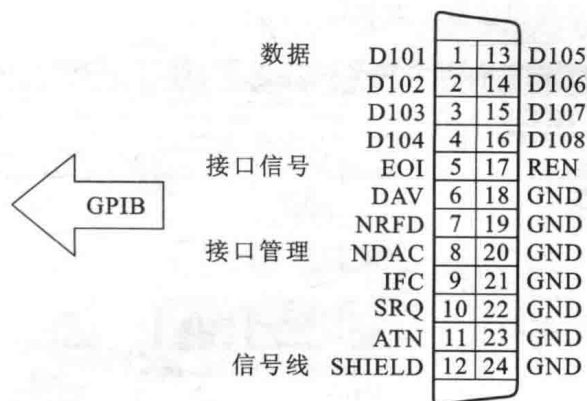 数据 D101 1 13 D105
D102 2 14 D106
D103 3 15 D107
D104 4 16 D108
接口信号 EOI 5 17 REN
DAV 6 18 GND
GPIB
NRFD 7 19 GND
接口管理 NDAC 8 20 GND
IFC 9 21 GND
SRQ 10 22 GND
ATN 11 23 GND
信号线 SHIELD 12 24 GND